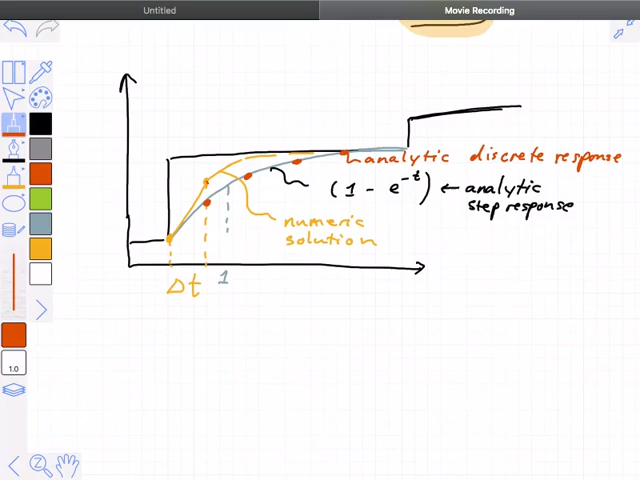 Untitled
Movie Recording
analytic discrete response
(1 - e^-t) ← analytic
step response
numeric
solution
Δt
1
1.0